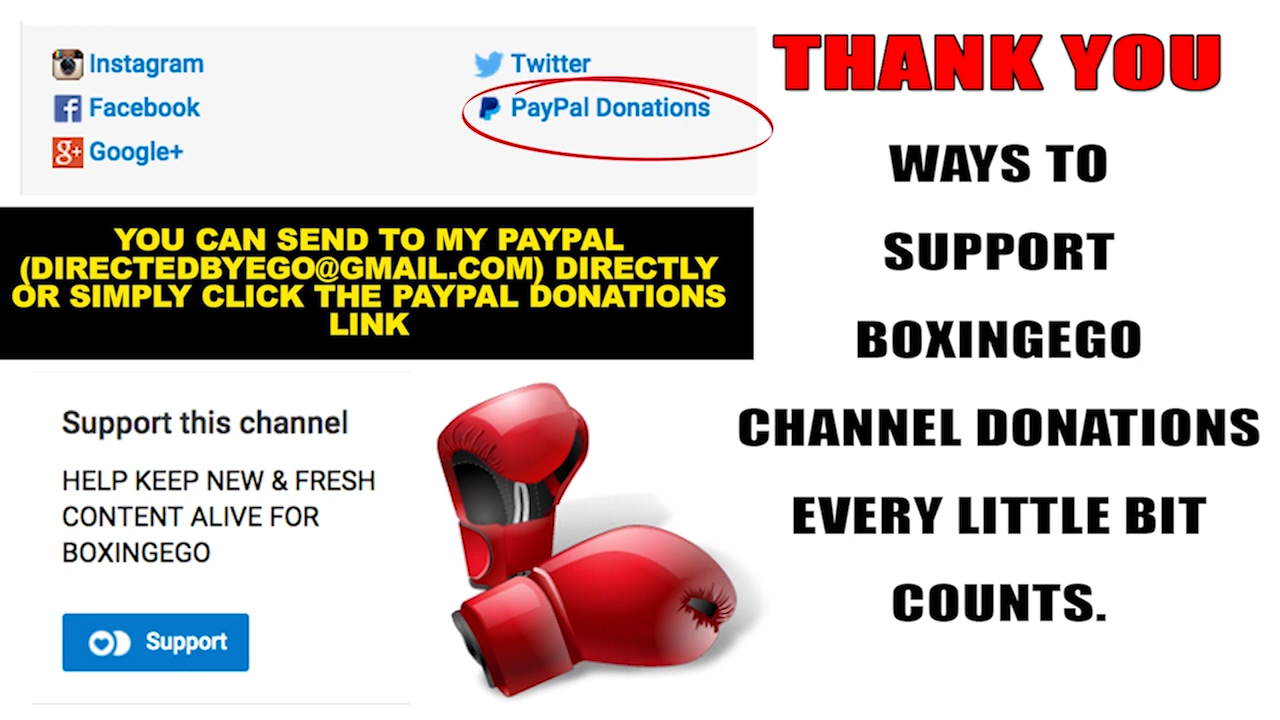 Instagram
Twitter
Facebook
PayPal Donations
Google+
YOU CAN SEND TO MY PAYPAL
(DIRECTEDBYEGO@GMAIL.COM) DIRECTLY
OR SIMPLY CLICK THE PAYPAL DONATIONS
LINK
Support this channel
HELP KEEP NEW & FRESH
CONTENT ALIVE FOR
BOXINGEGO
Support
THANK YOU
WAYS TO
SUPPORT
BOXINGEGO
CHANNEL DONATIONS
EVERY LITTLE BIT
COUNTS.